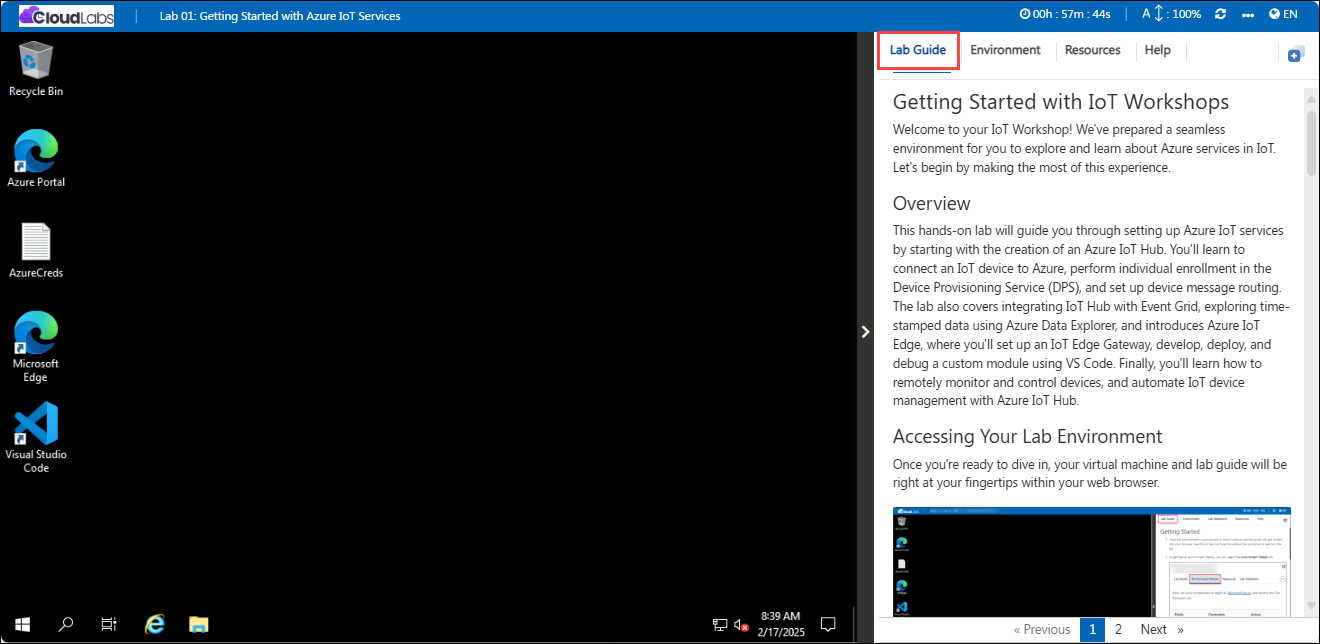 CloudLabs
Lab 01: Getting Started with Azure IoT Services
00h : 57m : 44s
A : 100%
EN
Recycle Bin
Azure Portal
AzureCreds
Microsoft
Edge
Visual Studio
Code
8:39 AM
2/17/2025
Lab Guide
Environment
Resources
Help
Getting Started with IoT Workshops
Welcome to your IoT Workshop! We've prepared a seamless
environment for you to explore and learn about Azure services in IoT.
Let's begin by making the most of this experience.
Overview
This hands-on lab will guide you through setting up Azure IoT services
by starting with the creation of an Azure IoT Hub. You'll learn to
connect an IoT device to Azure, perform individual enrollment in the
Device Provisioning Service (DPS), and set up device message routing.
The lab also covers integrating IoT Hub with Event Grid, exploring time-
stamped data using Azure Data Explorer, and introduces Azure IoT
Edge, where you'll set up an IoT Edge Gateway, develop, deploy, and
debug a custom module using VS Code. Finally, you'll learn how to
remotely monitor and control devices, and automate IoT device
management with Azure IoT Hub.
Accessing Your Lab Environment
Once you're ready to dive in, your virtual machine and lab guide will be
right at your fingertips within your web browser.
Getting Started
« Previous
1
2
Next »